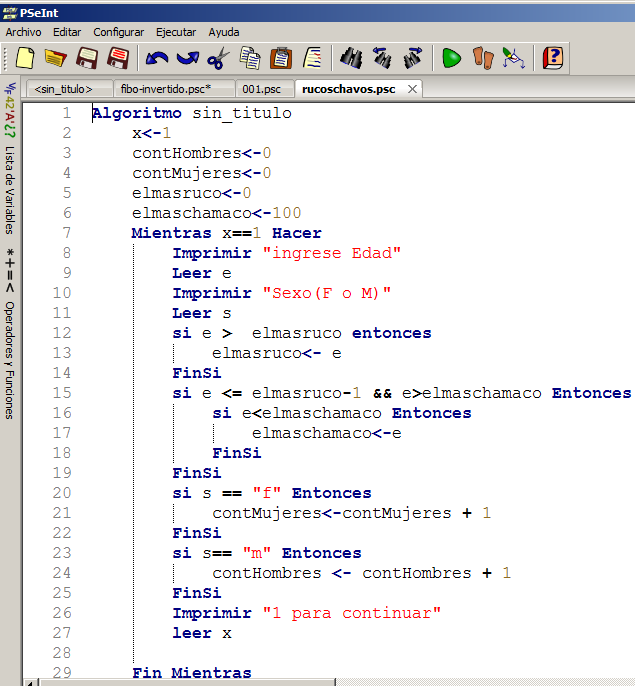 PSeInt
Archivo Editar Configurar Ejecutar Ayuda
<sin_titulo> fibo-invertido.psc* 001.psc rucoschavos.psc
Lista de Variables
*+=< Operadores y Funciones
1 Algoritmo sin_titulo
2 x<-1
3 contHombres<-0
4 contMujeres<-0
5 elmasruco<-0
6 elmaschamaco<-100
7 Mientras x==1 Hacer
8 Imprimir "ingrese Edad"
9 Leer e
10 Imprimir "Sexo(F o M)"
11 Leer s
12 si e >  elmasruco entonces
13 elmasruco<- e
14 FinSi
15 si e <= elmasruco-1 && e>elmaschamaco Entonces
16 si e<elmaschamaco Entonces
17 elmaschamaco<-e
18 FinSi
19 FinSi
20 si s == "f" Entonces
21 contMujeres<-contMujeres + 1
22 FinSi
23 si s== "m" Entonces
24 contHombres <- contHombres + 1
25 FinSi
26 Imprimir "1 para continuar"
27 leer x
28
29 Fin Mientras